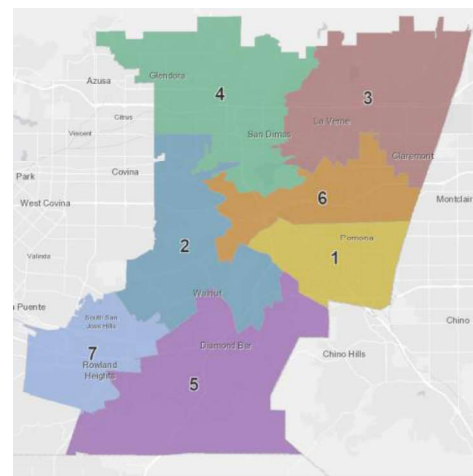 Azusa
Glendora
4
3
Citrus
La Verne
Vincent
San Dimas
Claremont
Covina
Park
6
Montclair
West Covina
Pomona
2
1
Valinda
Walnut
a Puente
South San
Jose Hills
Chino
7
Diamond Bar
Chino Hills
Rowland
Heights
5